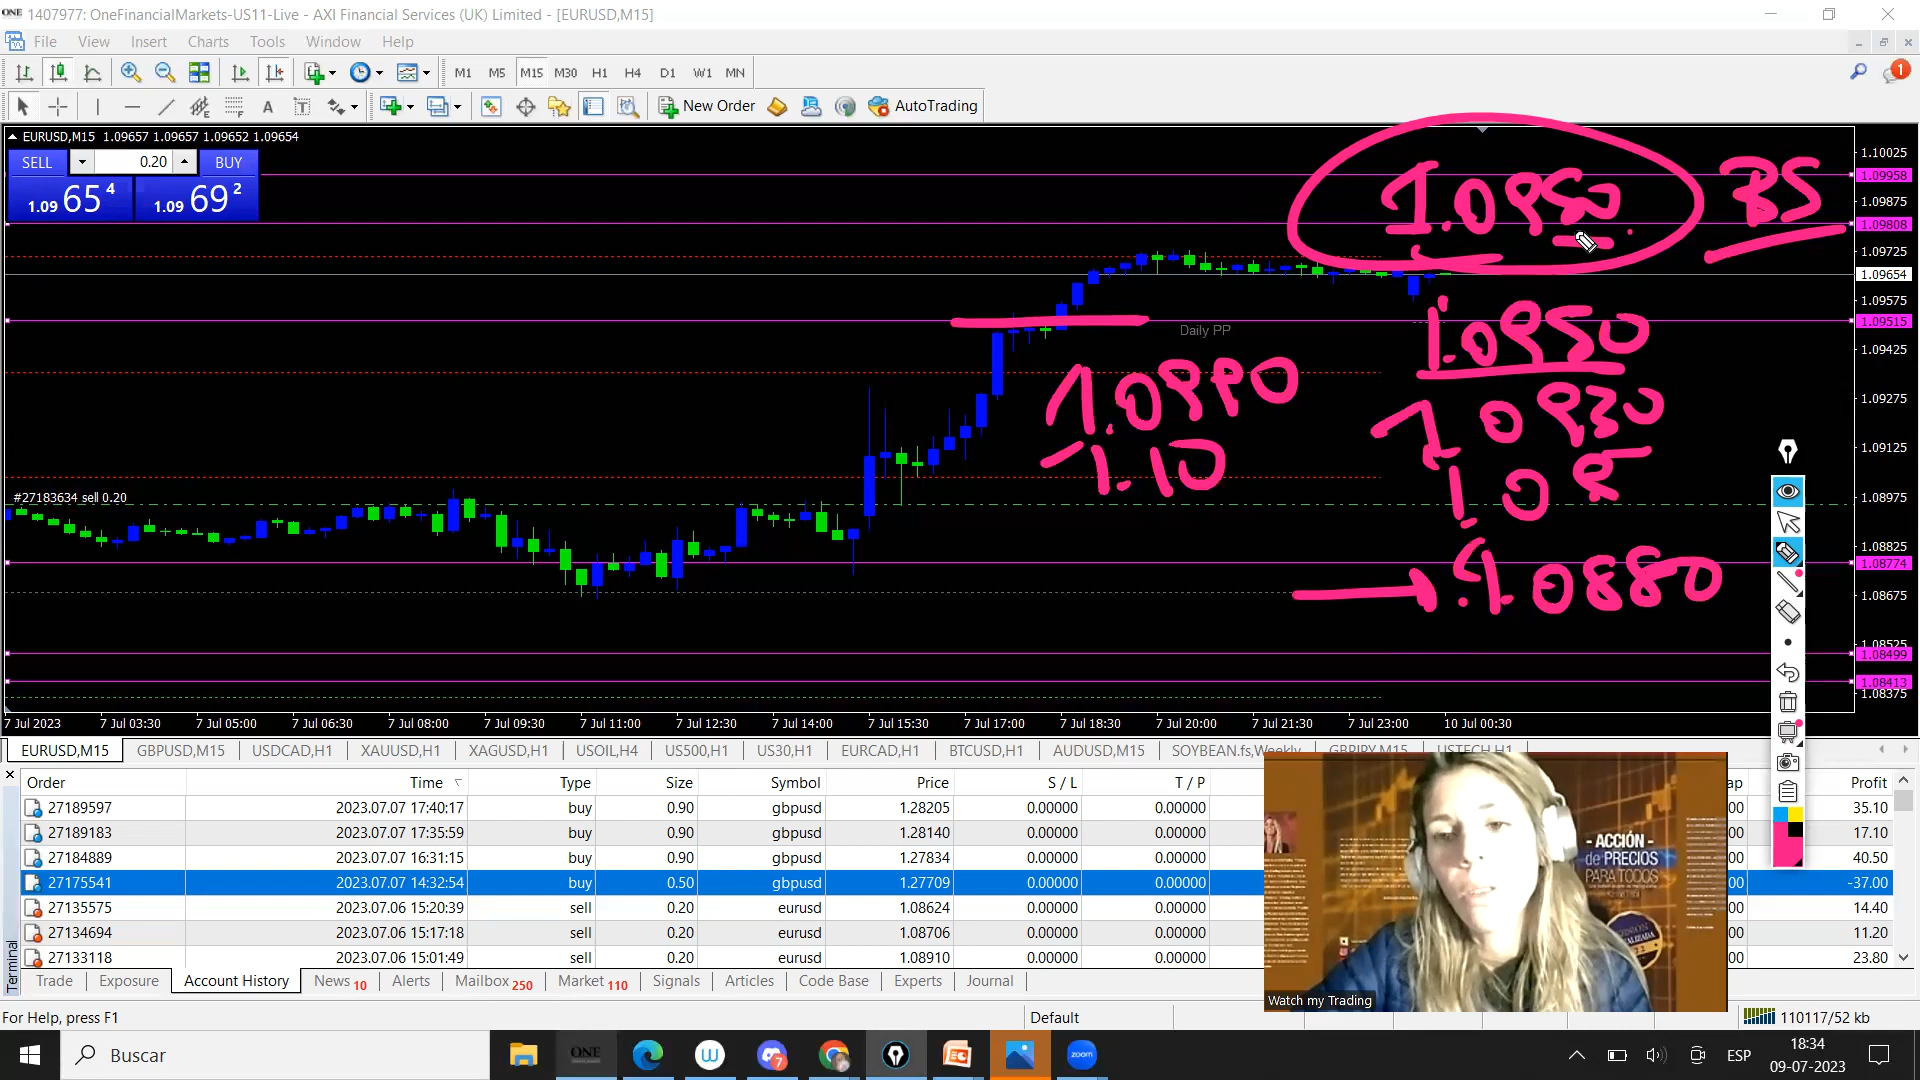 1407977: OneFinancialMarkets-US11-Live - AXI Financial Services (UK) Limited - [EURUSD,M15]
File View Insert Charts Tools Window Help
M1 M5 M15 M30 H1 H4 D1 W1 MN
1
A T New Order AutoTrading
EURUSD,M15 1.09657 1.09657 1.09652 1.09654
SELL 0.20 BUY
1.09 65 4 1.09 69 2
1.0950 BS
1.0950
1.0930
1.0990
1.10
1.0880
Daily PP
#27183634 sell 0.20
1.10025
1.09958
1.09875
1.09808
1.09725
1.09654
1.09575
1.09515
1.09425
1.09275
1.09125
1.08975
1.08825
1.08774
1.08675
1.08525
1.08499
1.08413
1.08375
7 Jul 2023 7 Jul 03:30 7 Jul 05:00 7 Jul 06:30 7 Jul 08:00 7 Jul 09:30 7 Jul 11:00 7 Jul 12:30 7 Jul 14:00 7 Jul 15:30 7 Jul 17:00 7 Jul 18:30 7 Jul 20:00 7 Jul 21:30 7 Jul 23:00 10 Jul 00:30
EURUSD,M15 GBPUSD,M15 USDCAD,H1 XAUUSD,H1 XAGUSD,H1 USOIL,H4 US500,H1 US30,H1 EURCAD,H1 BTCUSD,H1 AUDUSD,M15 SOYBEAN.fs,Weekly GBPJPY,M15 USTECH,H1
Order Time Type Size Symbol Price S / L T / P Profit
27189597 2023.07.07 17:40:17 buy 0.90 gbpusd 1.28205 0.00000 0.00000 00 35.10
27189183 2023.07.07 17:35:59 buy 0.90 gbpusd 1.28140 0.00000 0.00000 00 17.10
27184889 2023.07.07 16:31:15 buy 0.90 gbpusd 1.27834 0.00000 0.00000 00 40.50
27175541 2023.07.07 14:32:54 buy 0.50 gbpusd 1.27709 0.00000 0.00000 00 -37.00
27135575 2023.07.06 15:20:39 sell 0.20 eurusd 1.08624 0.00000 0.00000 00 14.40
27134694 2023.07.06 15:17:18 sell 0.20 eurusd 1.08706 0.00000 0.00000 00 11.20
27133118 2023.07.06 15:01:49 sell 0.20 eurusd 1.08910 0.00000 0.00000 00 23.80
- ACCIÓN -
de PRECIOS
PARA TODOS
Watch my Trading
Terminal
Trade Exposure Account History News 10 Alerts Mailbox 250 Market 110 Signals Articles Code Base Experts Journal
For Help, press F1 Default 110117/52 kb
Buscar ONE W 7 zoom ESP 18:34
09-07-2023